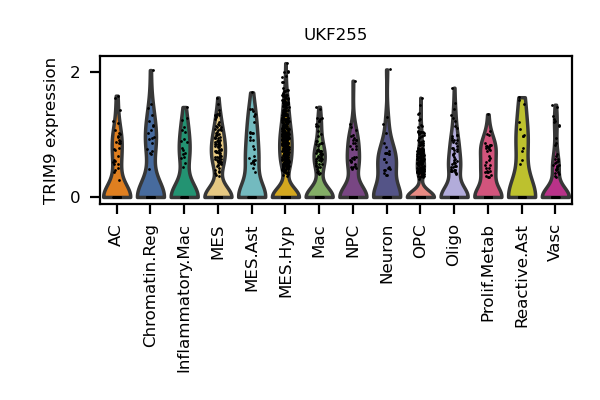 UKF255
TRIM9 expression
2
0
AC
Chromatin.Reg
Inflammatory.Mac
MES
MES.Ast
MES.Hyp
Mac
NPC
Neuron
OPC
Oligo
Prolif.Metab
Reactive.Ast
Vasc